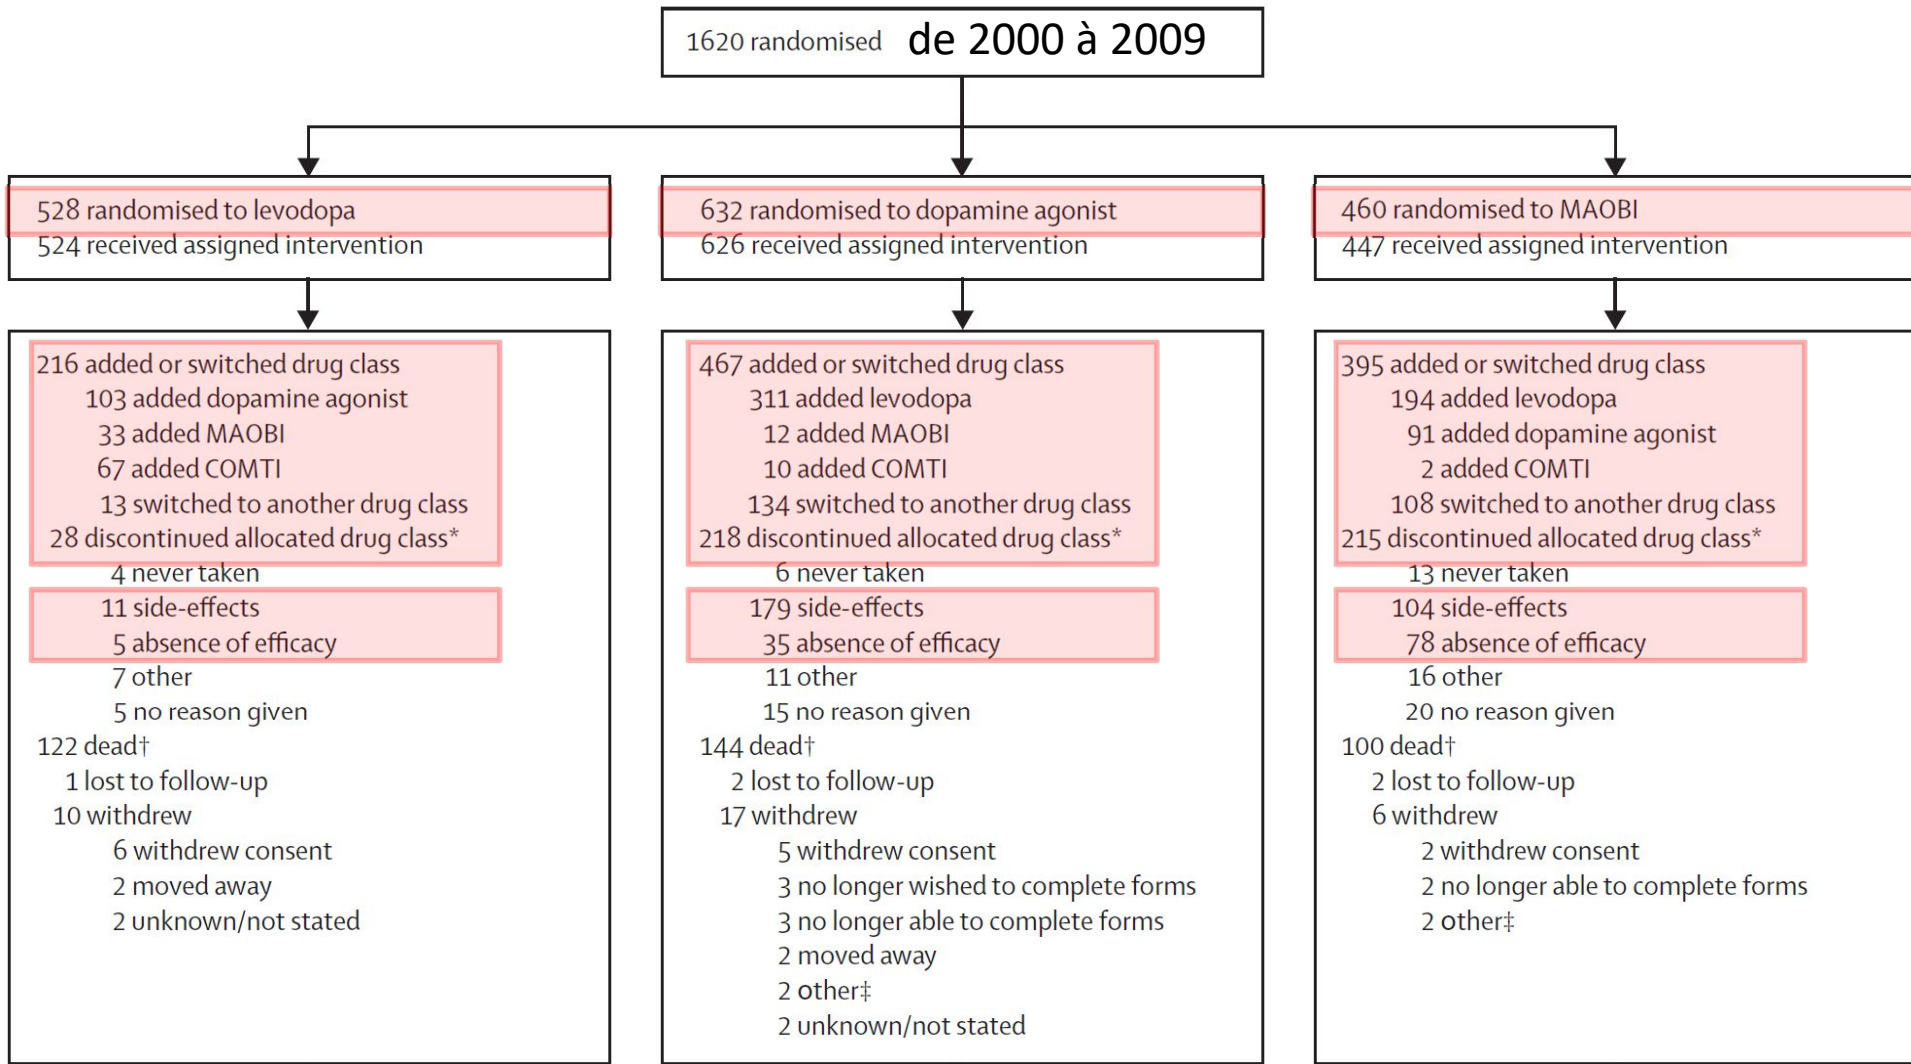 1620 randomised de 2000 à 2009
528 randomised to levodopa
524 received assigned intervention
632 randomised to dopamine agonist
626 received assigned intervention
460 randomised to MAOBI
447 received assigned intervention
216 added or switched drug class
103 added dopamine agonist
33 added MAOBI
67 added COMTI
13 switched to another drug class
28 discontinued allocated drug class*
4 never taken
11 side-effects
5 absence of efficacy
7 other
5 no reason given
122 dead†
1 lost to follow-up
10 withdrew
6 withdrew consent
2 moved away
2 unknown/not stated
467 added or switched drug class
311 added levodopa
12 added MAOBI
10 added COMTI
134 switched to another drug class
218 discontinued allocated drug class*
6 never taken
179 side-effects
35 absence of efficacy
11 other
15 no reason given
144 dead†
2 lost to follow-up
17 withdrew
5 withdrew consent
3 no longer wished to complete forms
3 no longer able to complete forms
2 moved away
2 other‡
2 unknown/not stated
395 added or switched drug class
194 added levodopa
91 added dopamine agonist
2 added COMTI
108 switched to another drug class
215 discontinued allocated drug class*
13 never taken
104 side-effects
78 absence of efficacy
16 other
20 no reason given
100 dead†
2 lost to follow-up
6 withdrew
2 withdrew consent
2 no longer able to complete forms
2 other‡